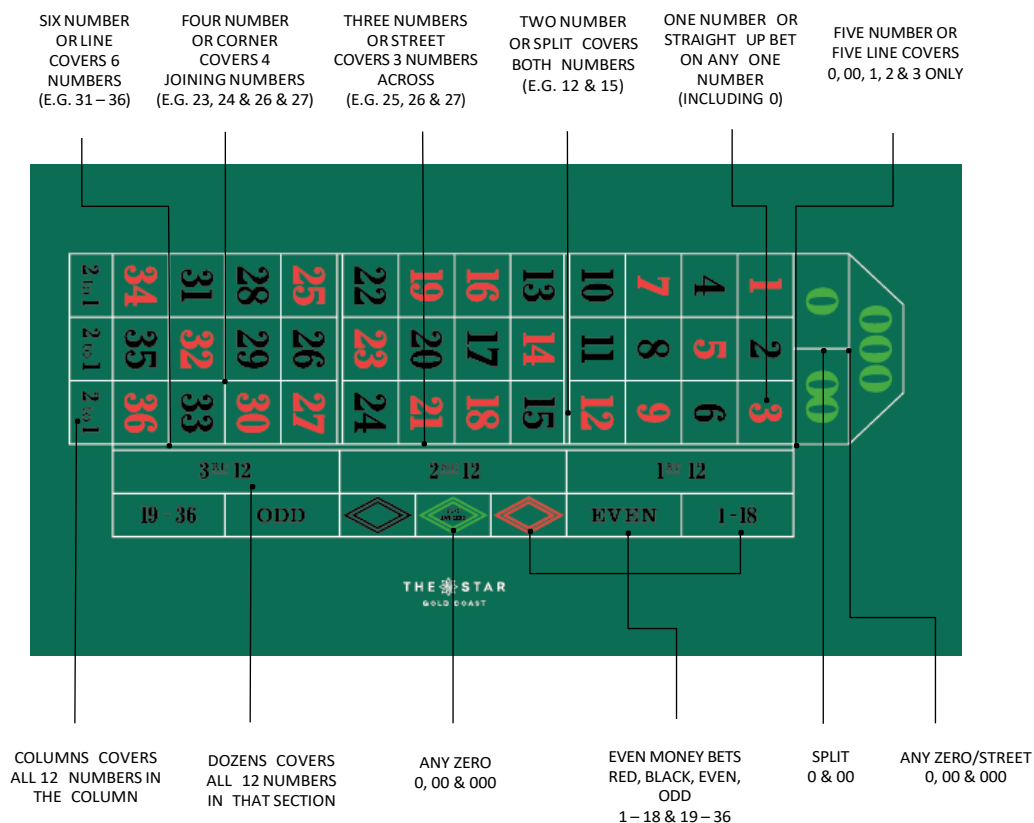 SIX NUMBER
OR LINE
COVERS 6
NUMBERS
(E.G. 31 – 36)
FOUR NUMBER
OR CORNER
COVERS 4
JOINING NUMBERS
(E.G. 23, 24 & 26 & 27)
THREE NUMBERS
OR STREET
COVERS 3 NUMBERS
ACROSS
(E.G. 25, 26 & 27)
TWO NUMBER
OR SPLIT COVERS
BOTH NUMBERS
(E.G. 12 & 15)
ONE NUMBER OR
STRAIGHT UP BET
ON ANY ONE
NUMBER
(INCLUDING 0)
FIVE NUMBER OR
FIVE LINE COVERS
0, 00, 1, 2 & 3 ONLY
2 to 1 34 31 28 25 22 19 16 13 10 7 4 1 0
2 to 1 35 32 29 26 23 20 17 14 11 8 5 2 000
2 to 1 36 33 30 27 24 21 18 15 12 9 6 3 00
3RD 12 2ND 12 1ST 12
19 - 36 ODD ANY ZERO EVEN 1 - 18
THE STAR
GOLD COAST
COLUMNS COVERS
ALL 12 NUMBERS IN
THE COLUMN
DOZENS COVERS
ALL 12 NUMBERS
IN THAT SECTION
ANY ZERO
0, 00 & 000
EVEN MONEY BETS
RED, BLACK, EVEN,
ODD
1 – 18 & 19 – 36
SPLIT
0 & 00
ANY ZERO/STREET
0, 00 & 000